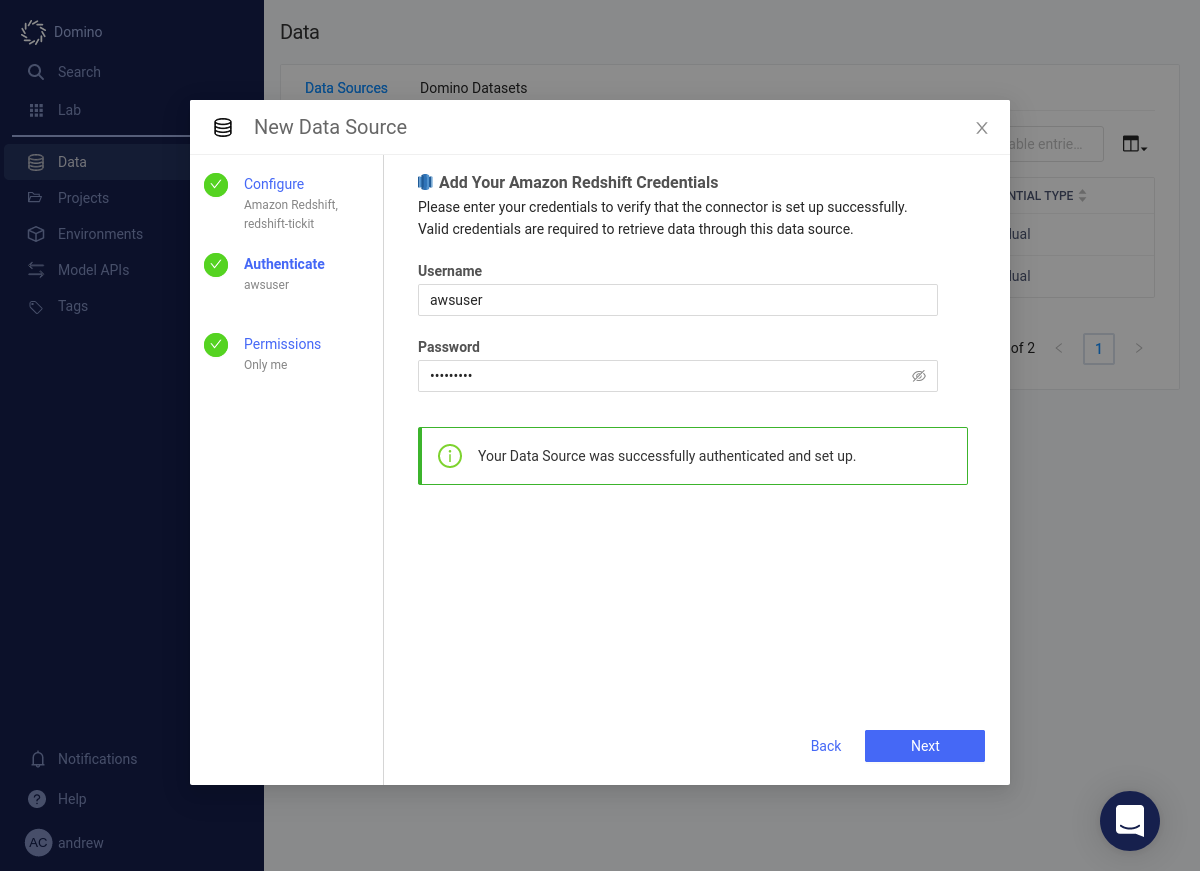 Domino
Search
Lab
Data
Projects
Environments
Model APIs
Tags
Notifications
? Help
AC andrew
Data
Data Sources Domino Datasets
able entrie...
NTIAL TYPE
ual
ual
of 2 1
New Data Source
Configure
Amazon Redshift,
redshift-tickit
Authenticate
awsuser
Permissions
Only me
Add Your Amazon Redshift Credentials
Please enter your credentials to verify that the connector is set up successfully.
Valid credentials are required to retrieve data through this data source.
Username
awsuser
Password
•••••••••
Your Data Source was successfully authenticated and set up.
Back Next